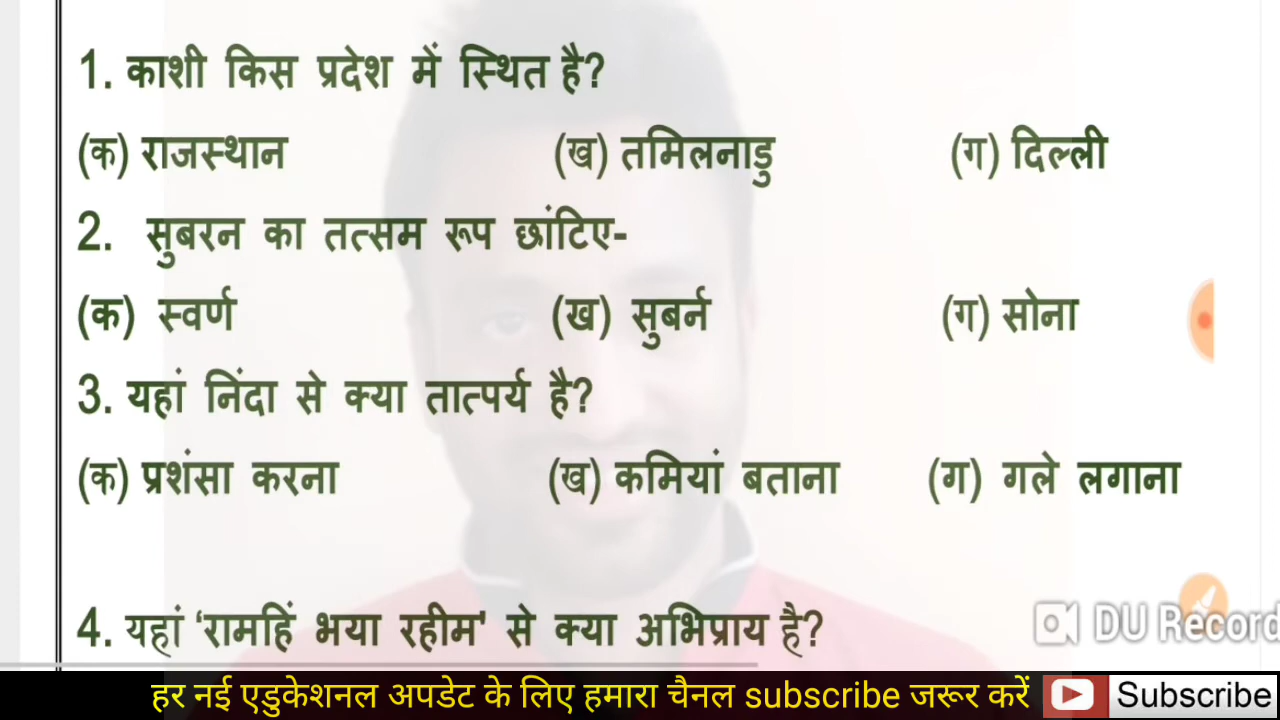 1. काशी किस प्रदेश में स्थित है?
(क) राजस्थान (ख) तमिलनाडु (ग) दिल्ली
2. सुबरन का तत्सम रूप छांटिए-
(क) स्वर्ण (ख) सुबर्न (ग) सोना
3. यहां निंदा से क्या तात्पर्य है?
(क) प्रशंसा करना (ख) कमियां बताना (ग) गले लगाना
4. यहां 'रामहिं भया रहीम' से क्या अभिप्राय है?
DU Record
हर नई एडुकेशनल अपडेट के लिए हमारा चैनल subscribe जरूर करें Subscribe